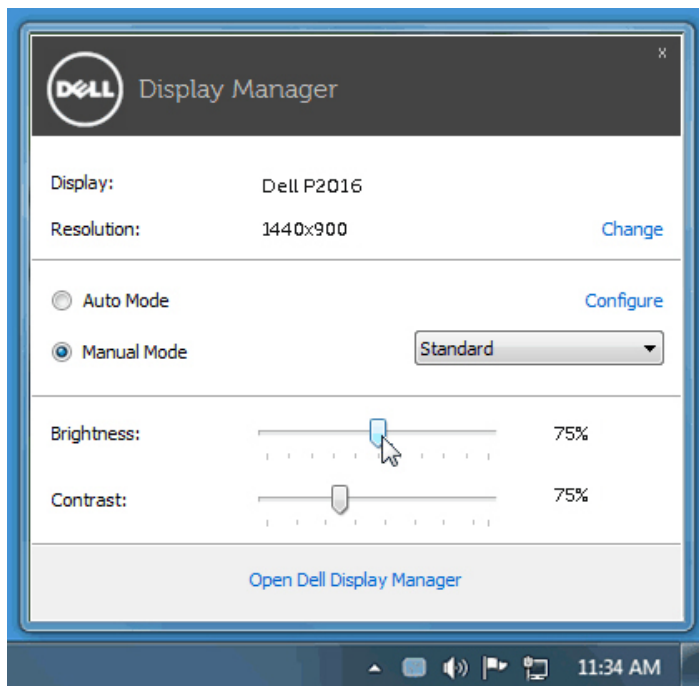 x
DELL Display Manager
Display: Dell P2016
Resolution: 1440x900 Change
Auto Mode Configure
Manual Mode Standard
Brightness: 75%
Contrast: 75%
Open Dell Display Manager
11:34 AM